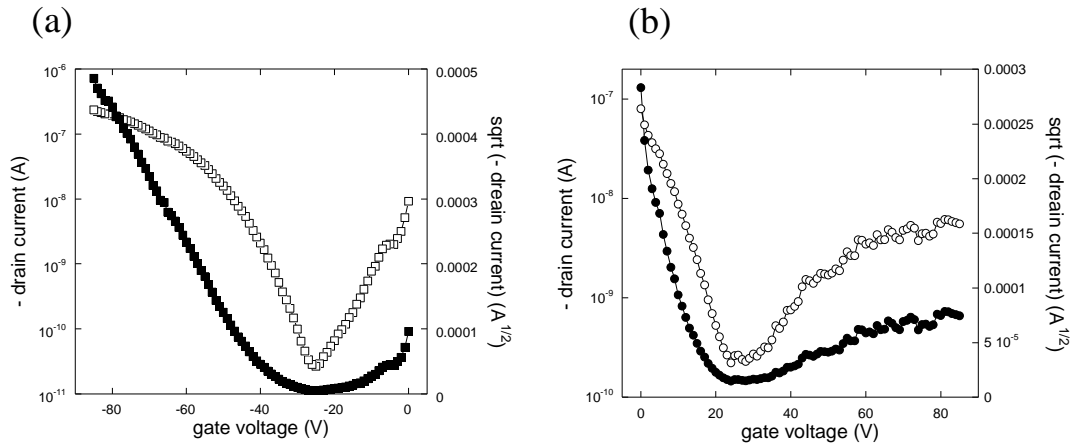 (a)
10-6
10-7
10-8
10-9
10-10
10-11
- drain current (A)
0.0005
0.0004
0.0003
0.0002
0.0001
0
sqrt (- dreain current) (A1/2)
-80 -60 -40 -20 0
gate voltage (V)
(b)
10-7
10-8
10-9
10-10
- drain current (A)
0.0003
0.00025
0.0002
0.00015
0.0001
5 10-5
0
sqrt (- dreain current) (A1/2)
0 20 40 60 80
gate voltage (V)